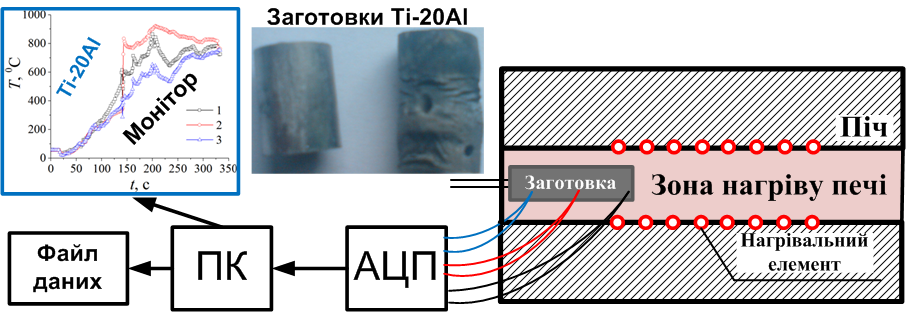 Заготовки Ti-20Al
1000
800
600
400
200
0
T, ⁰C
Ti-20Al
Монітор
1
2
3
0 50 100 150 200 250 300 350
t, с
Піч
Заготовка
Зона нагріву печі
Нагрівальний
елемент
Файл
даних
ПК
АЦП